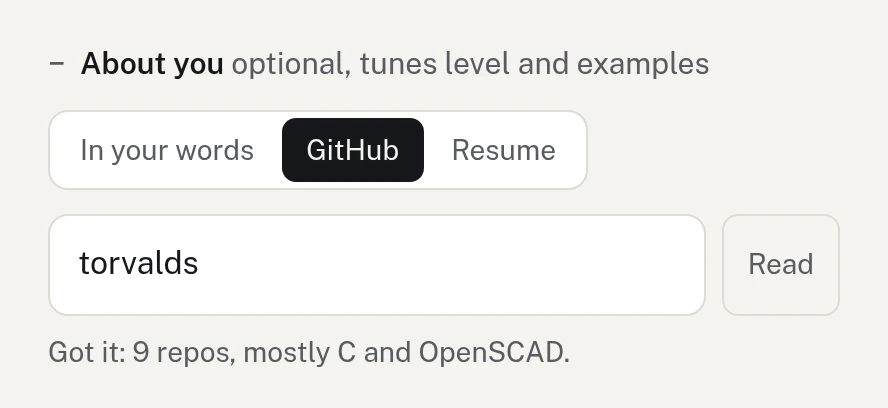 – About you optional, tunes level and examples
In your words GitHub Resume
torvalds Read
Got it: 9 repos, mostly C and OpenSCAD.